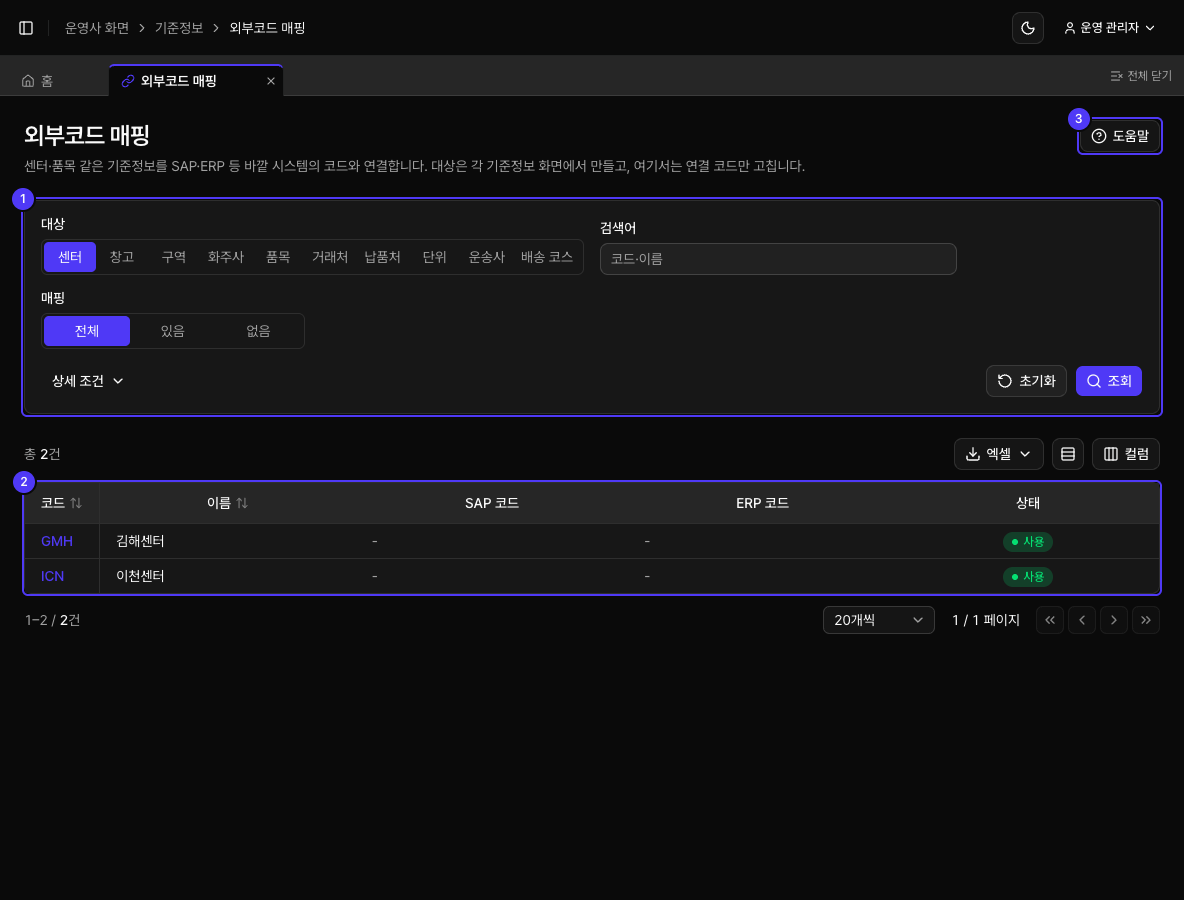 운영사 화면 > 기준정보 > 외부코드 매핑
운영 관리자
홈
외부코드 매핑
전체 닫기
외부코드 매핑
3
도움말
센터·품목 같은 기준정보를 SAP·ERP 등 바깥 시스템의 코드와 연결합니다. 대상은 각 기준정보 화면에서 만들고, 여기서는 연결 코드만 고칩니다.
1
대상
검색어
센터 창고 구역 화주사 품목 거래처 납품처 단위 운송사 배송 코스
코드·이름
매핑
전체 있음 없음
상세 조건
초기화
조회
총 2건
엑셀
컬럼
2
코드 이름 SAP 코드 ERP 코드 상태
GMH 김해센터 - - 사용
ICN 이천센터 - - 사용
1–2 / 2건
20개씩
1 / 1 페이지